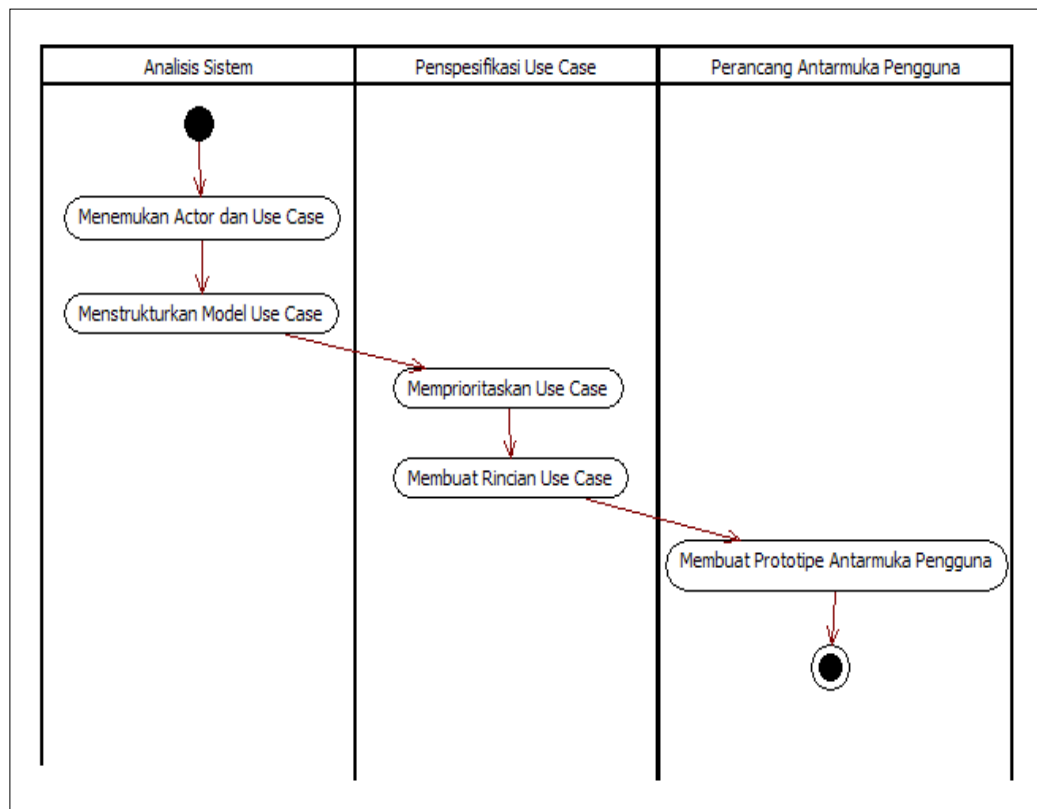 Analisis Sistem
Penspesifikasi Use Case
Perancang Antarmuka Pengguna
Menemukan Actor dan Use Case
Menstrukturkan Model Use Case
Memprioritaskan Use Case
Membuat Rincian Use Case
Membuat Prototipe Antarmuka Pengguna